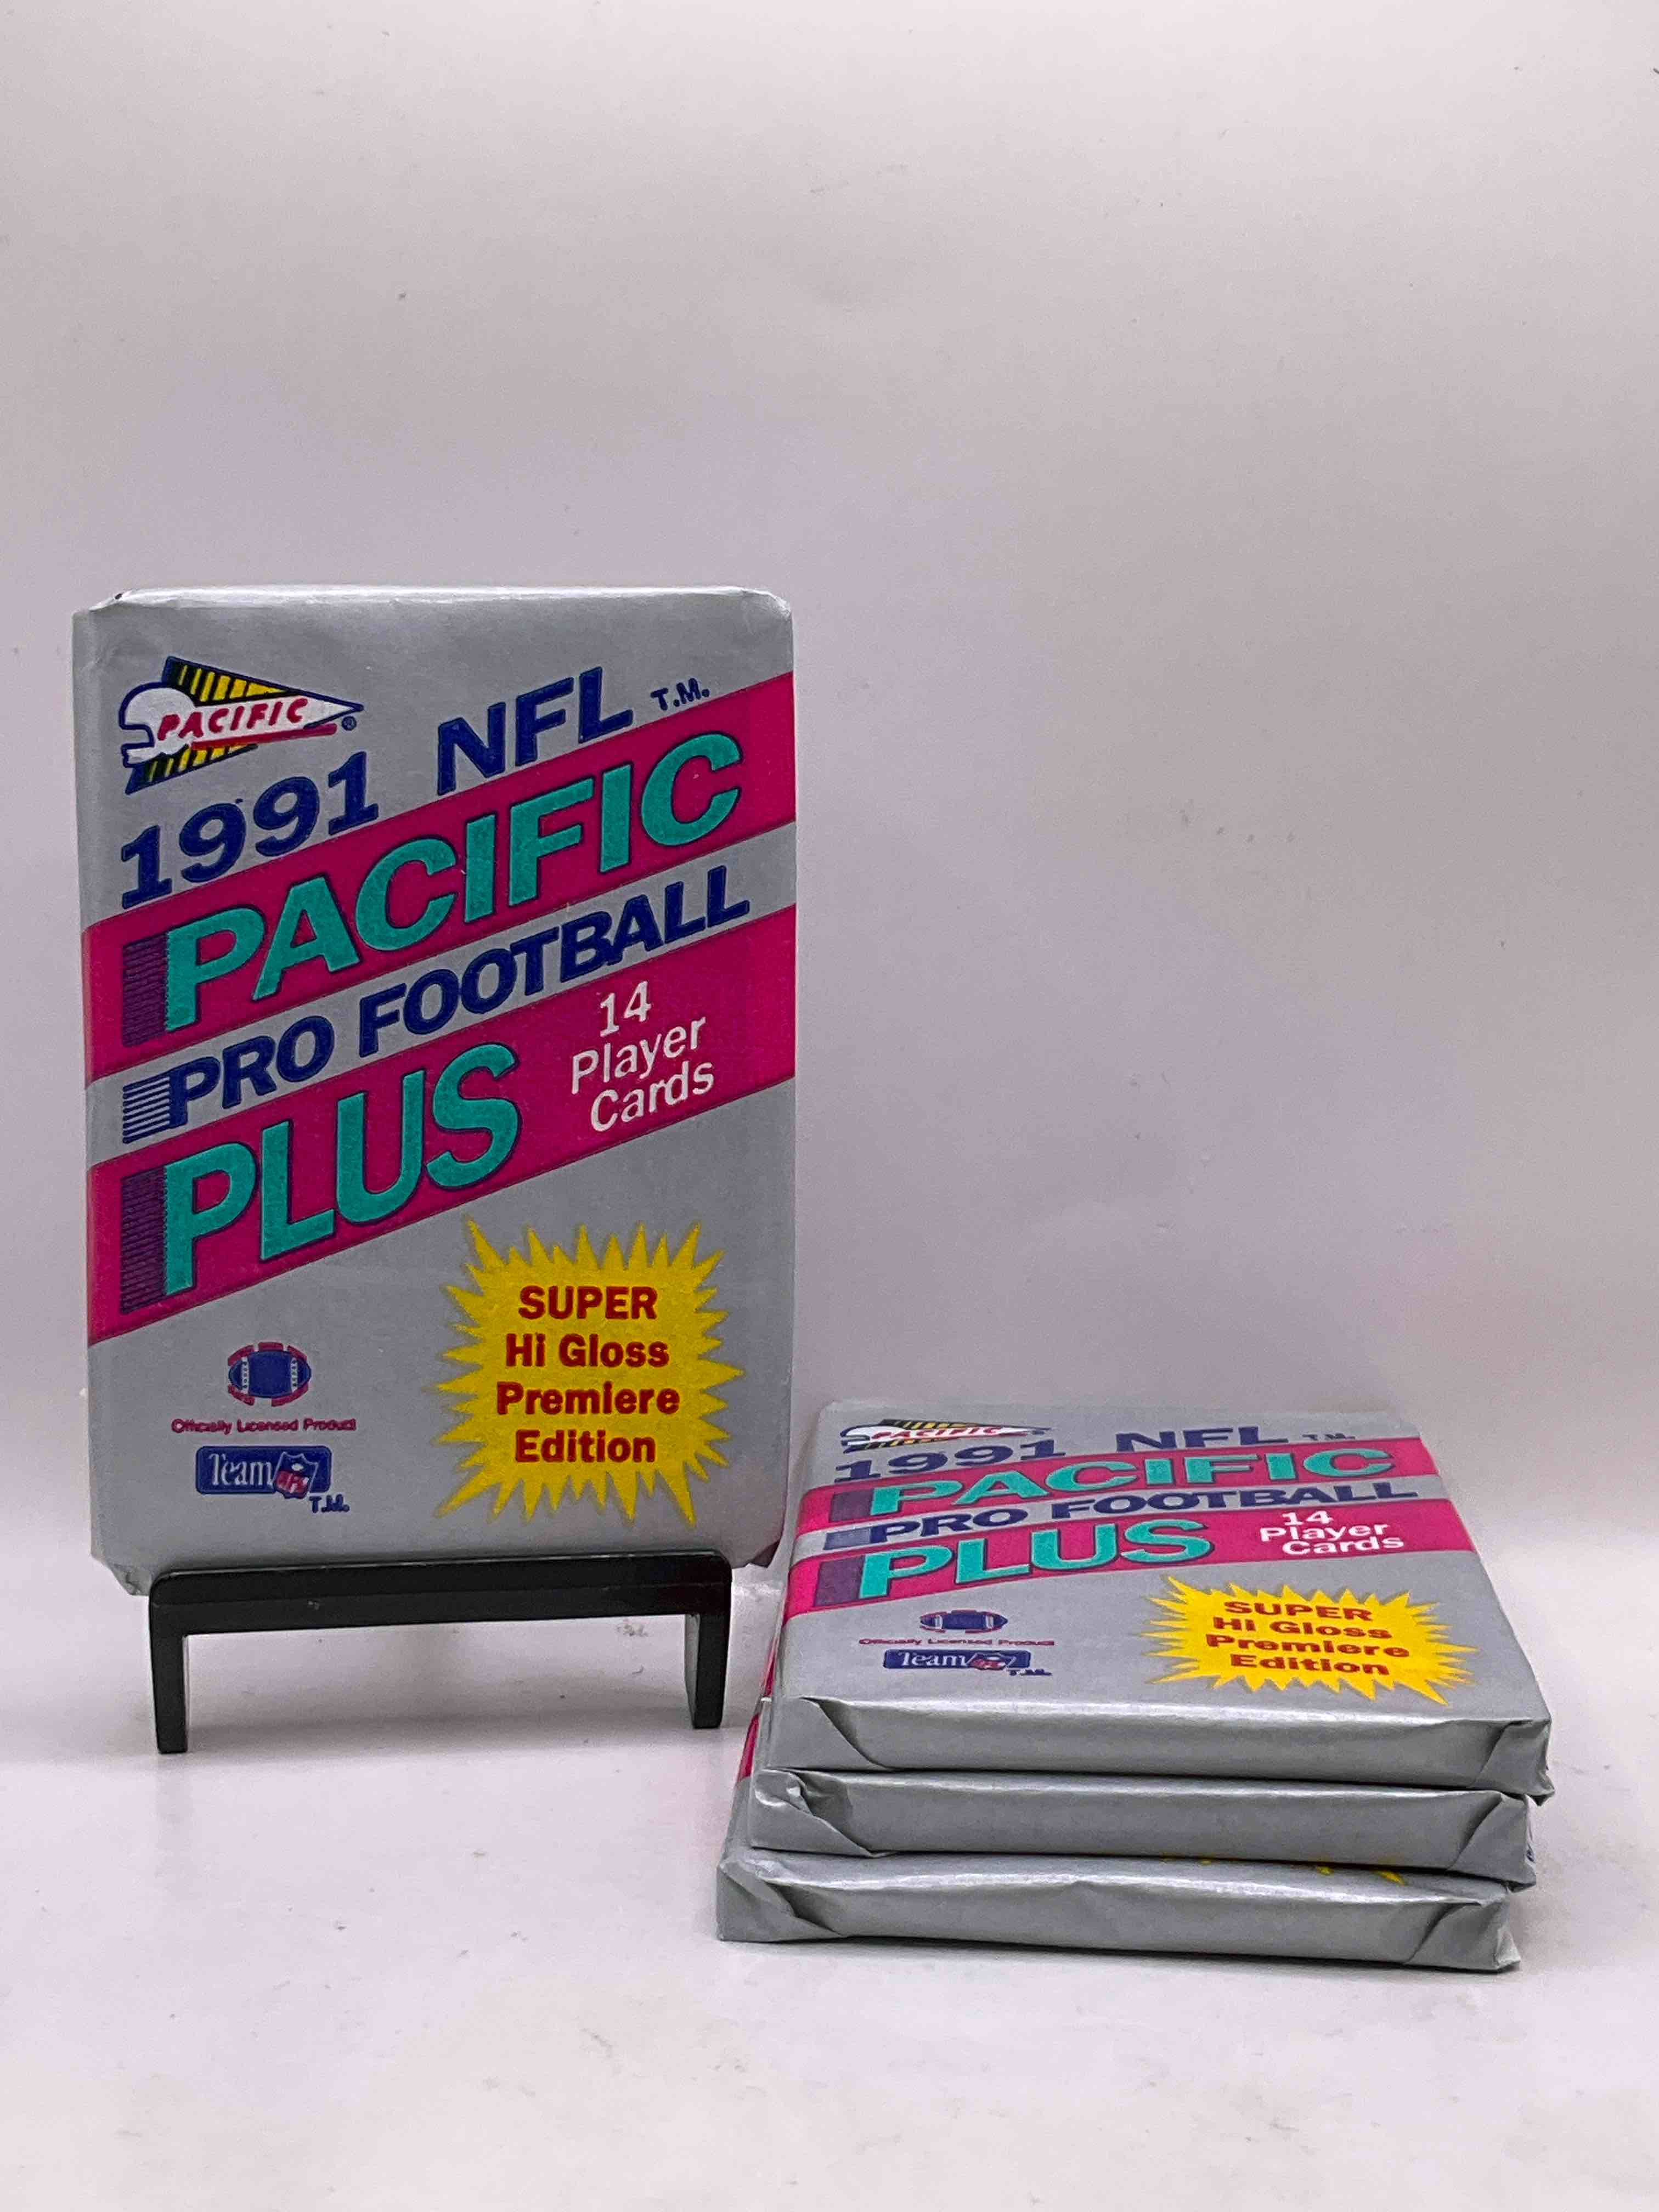 PACIFIC ®
1991 NFL T.M.
PACIFIC
PRO FOOTBALL
PLUS
14
Player
Cards
SUPER
Hi Gloss
Premiere
Edition
Officially Licensed Product
Team NFL
T.M.
PACIFIC
1991 NFL T.M.
PACIFIC
PRO FOOTBALL
PLUS
14
Player
Cards
SUPER
Hi Gloss
Premiere
Edition
Officially Licensed Product
Team NFL
T.M.